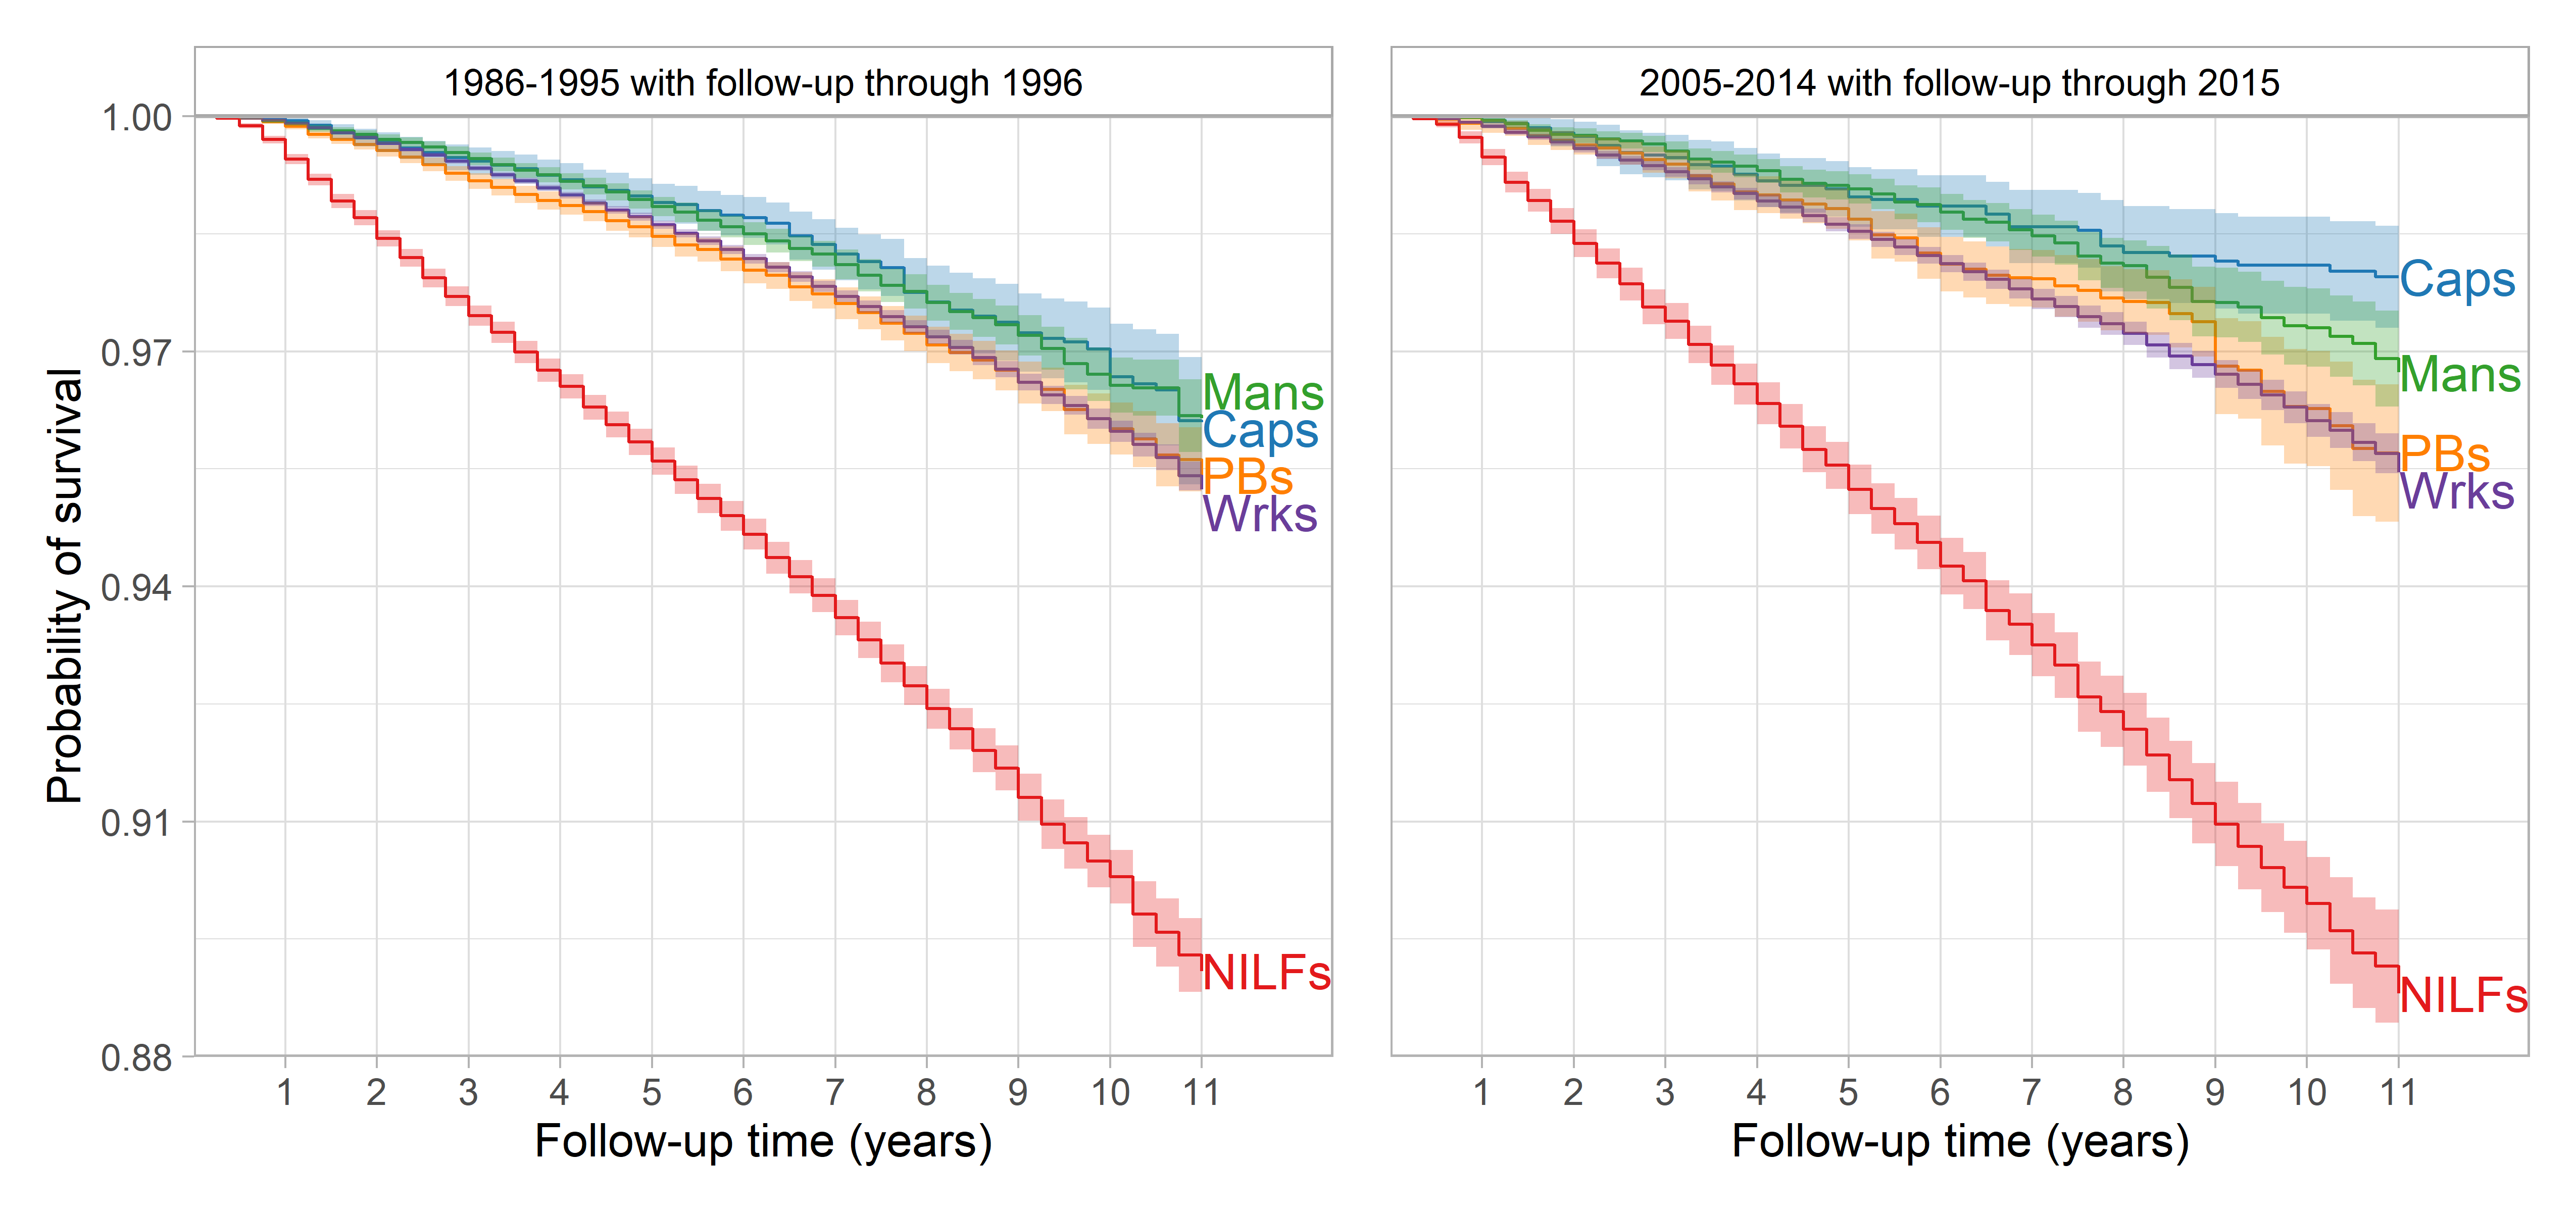 1986-1995 with follow-up through 1996
2005-2014 with follow-up through 2015
Probability of survival
1.00
0.97
0.94
0.91
0.88
Mans
Caps
PBs
Wrks
NILFs
Caps
Mans
PBs
Wrks
NILFs
1 2 3 4 5 6 7 8 9 10 11
1 2 3 4 5 6 7 8 9 10 11
Follow-up time (years)
Follow-up time (years)